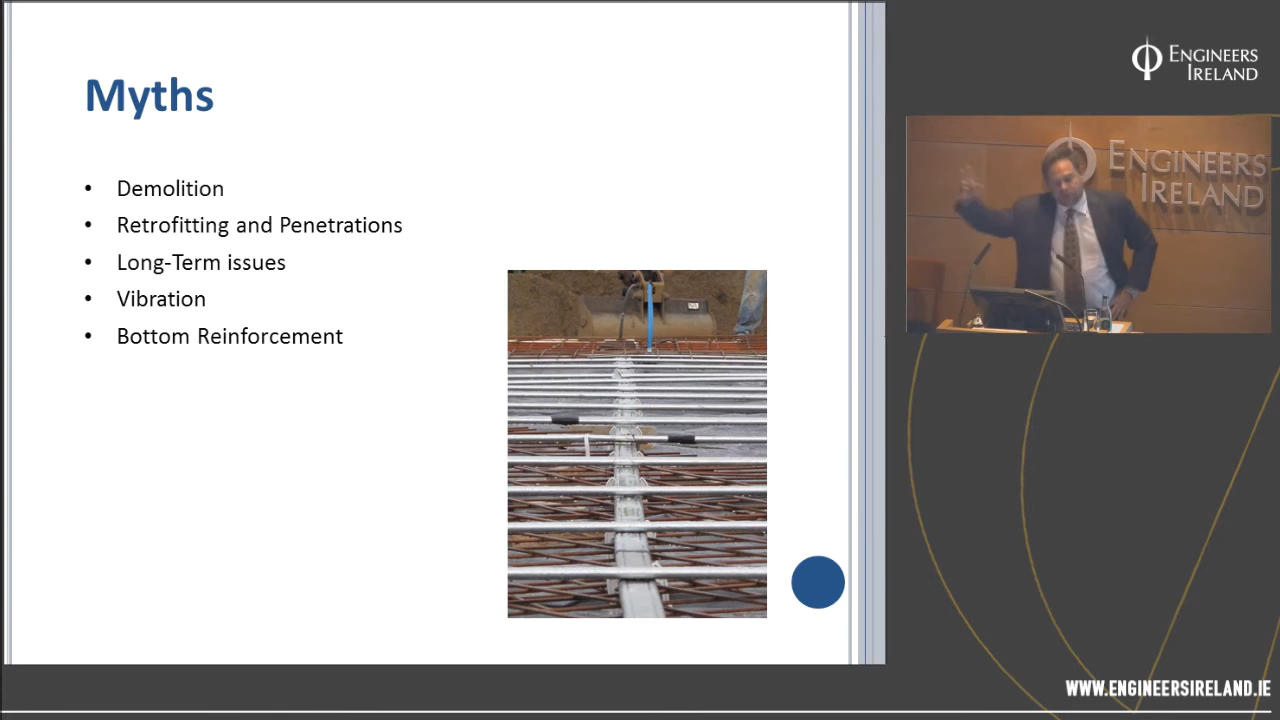 Myths
• Demolition
• Retrofitting and Penetrations
• Long-Term issues
• Vibration
• Bottom Reinforcement
ENGINEERS
IRELAND
ENGINEERS
IRELAND
WWW.ENGINEERSIRELAND.IE